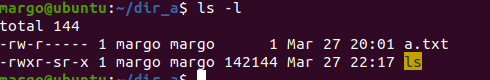 margo@ubuntu:~/dir_a$ ls -l
total 144
-rw-r----- 1 margo margo      1 Mar 27 20:01 a.txt
-rwxr-sr-x 1 margo margo 142144 Mar 27 22:17 ls
margo@ubuntu:~/dir_a$